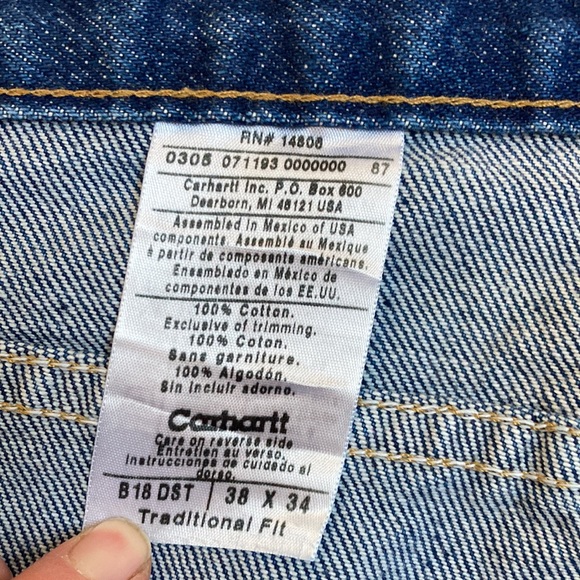 RN# 14806
0305 071193 0000000 87
Carhartt Inc. P.O. Box 600
Dearborn, MI 48121 USA
Assembled in Mexico of USA
components. Assemblé au Mexique
à partir de composants américains.
Ensamblado en México de
componentes de los EE.UU.
100% Cotton.
Exclusive of trimming.
100% Coton.
Sans garniture.
100% Algodón.
Sin incluir adorno.
Carhartt
Care on reverse side
Entretien au verso.
Instrucciones de cuidado al
dorso.
B18 DST 38 X 34
Traditional Fit